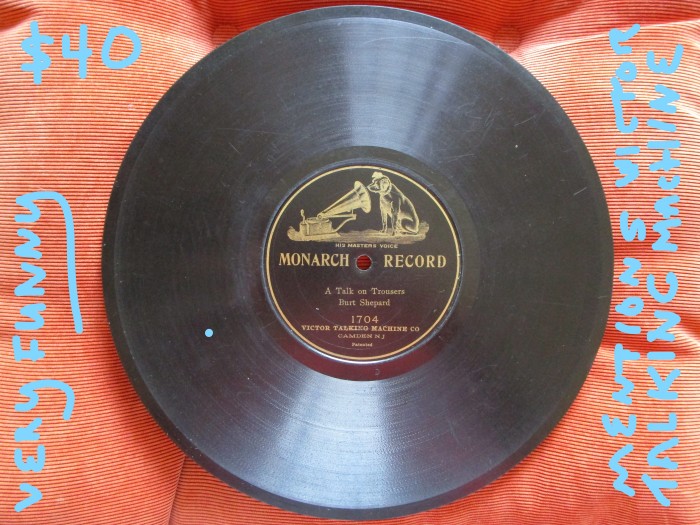 $40
VERY FUNNY
HIS MASTERS VOICE
MONARCH RECORD
A Talk on Trousers
Burt Shepard
1704
VICTOR TALKING MACHINE CO
CAMDEN N.J
Patented
MENTIONS VICTOR
TALKING MACHINE